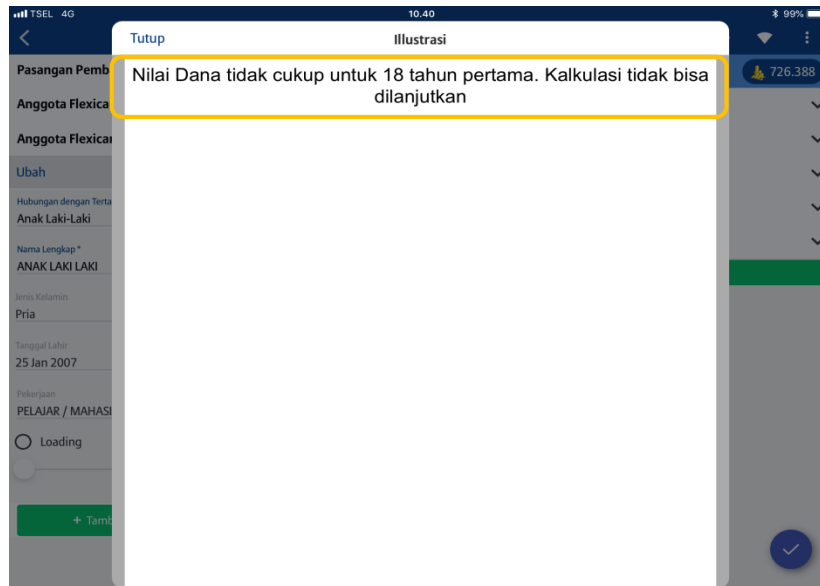 TSEL 4G 10.40 99%
Tutup Illustrasi
Nilai Dana tidak cukup untuk 18 tahun pertama. Kalkulasi tidak bisa
dilanjutkan
726.388
Pasangan Pemb
Anggota Flexica
Anggota Flexicar
Ubah
Hubungan dengan Terta
Anak Laki-Laki
Nama Lengkap *
ANAK LAKI LAKI
Jenis Kelamin
Pria
Tanggal Lahir
25 Jan 2007
Pekerjaan
PELAJAR / MAHASI
Loading
+ Tamb